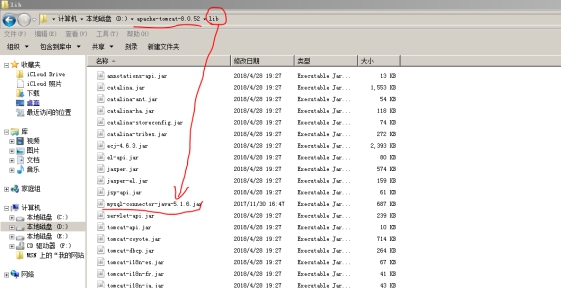 lib
计算机 ▸ 本地磁盘 (D:) ▸ apache-tomcat-8.0.52 ▸ lib
文件(F) 编辑(E) 查看(V) 工具(T) 帮助(H)
组织 包含到库中 共享 刻录 新建文件夹
收藏夹
iCloud Drive
iCloud 照片
下载
桌面
最近访问的位置
库
视频
图片
文档
音乐
家庭组
计算机
本地磁盘 (C:)
本地磁盘 (D:)
本地磁盘 (E:)
CD 驱动器 (F:)
MSN 上的“我的网站
网络
名称 修改日期 类型 大小
annotations-api.jar 2018/4/28 19:27 Executable Jar... 13 KB
catalina.jar 2018/4/28 19:27 Executable Jar... 1,553 KB
catalina-ant.jar 2018/4/28 19:27 Executable Jar... 54 KB
catalina-ha.jar 2018/4/28 19:27 Executable Jar... 118 KB
catalina-storeconfig.jar 2018/4/28 19:27 Executable Jar... 74 KB
catalina-tribes.jar 2018/4/28 19:27 Executable Jar... 272 KB
ecj-4.6.3.jar 2018/4/28 19:27 Executable Jar... 2,393 KB
el-api.jar 2018/4/28 19:27 Executable Jar... 80 KB
jasper.jar 2018/4/28 19:27 Executable Jar... 574 KB
jasper-el.jar 2018/4/28 19:27 Executable Jar... 159 KB
jsp-api.jar 2018/4/28 19:27 Executable Jar... 61 KB
mysql-connector-java-5.1.6.jar 2017/11/30 16:47 Executable Jar... 687 KB
servlet-api.jar 2018/4/28 19:27 Executable Jar... 239 KB
tomcat-api.jar 2018/4/28 19:27 Executable Jar... 10 KB
tomcat-coyote.jar 2018/4/28 19:27 Executable Jar... 714 KB
tomcat-dbcp.jar 2018/4/28 19:27 Executable Jar... 264 KB
tomcat-i18n-es.jar 2018/4/28 19:27 Executable Jar... 67 KB
tomcat-i18n-fr.jar 2018/4/28 19:27 Executable Jar... 41 KB
tomcat-i18n-ja.jar 2018/4/28 19:27 Executable Jar... 43 KB